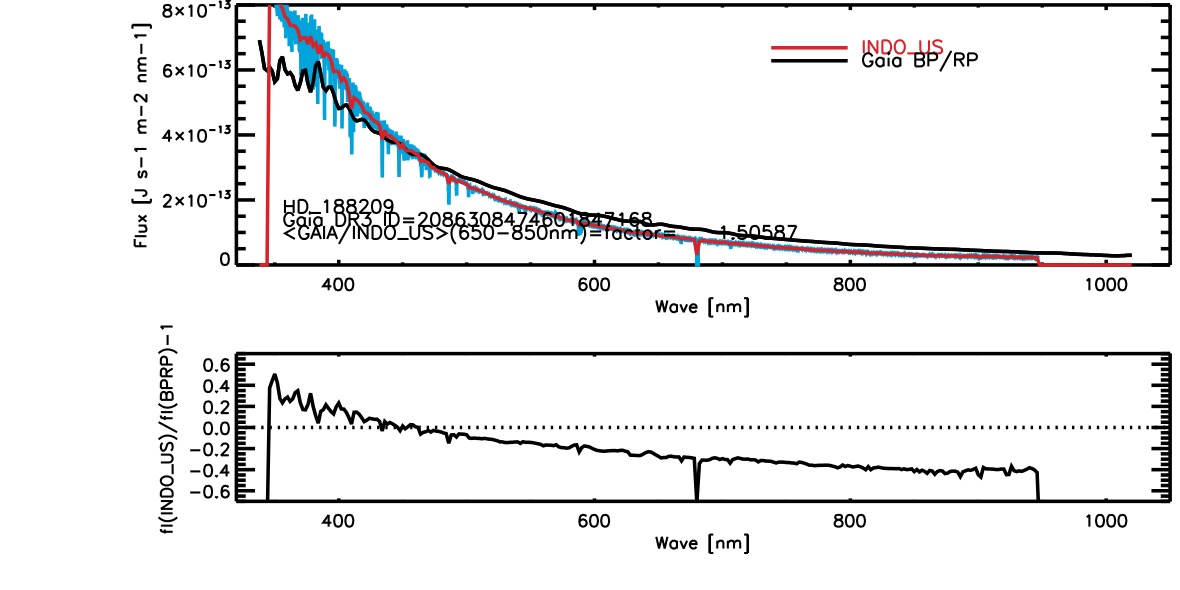 8×10−13
6×10−13
4×10−13
2×10−13
0
Flux [J s−1 m−2 nm−1]
INDO_US
Gaia BP/RP
HD_188209
Gaia DR3_ID=2086308474601847168
<GAIA/INDO_US>(650−850nm)=factor= 1.50587
400 600 800 1000
Wave [nm]
fl(INDO_US)/fl(BPRP)−1
0.6
0.4
0.2
0.0
−0.2
−0.4
−0.6
400 600 800 1000
Wave [nm]